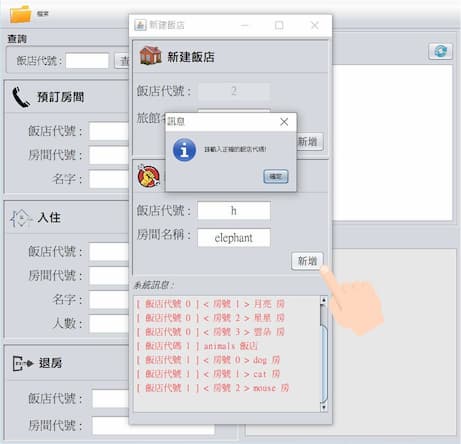 檔案
查詢
飯店代號 :
查
預訂房間
飯店代號 :
房間代號 :
名字 :
入住
飯店代號 :
房間代號 :
名字 :
人數 :
退房
飯店代號 :
房間代號 :
新建飯店
新建飯店
飯店代號 :
2
旅館名
新增
訊息
請輸入正確的飯店代碼!
確定
飯店代號 :
h
房間名稱 :
elephant
新增
系統訊息 :
[ 飯店代號 0 ] < 房號 1 > 月亮 房
[ 飯店代號 0 ] < 房號 2 > 星星 房
[ 飯店代號 0 ] < 房號 3 > 雲朵 房
[ 飯店代碼 1 ] animals 飯店
[ 飯店代號 1 ] < 房號 0 > dog 房
[ 飯店代號 1 ] < 房號 1 > cat 房
[ 飯店代號 1 ] < 房號 2 > mouse 房